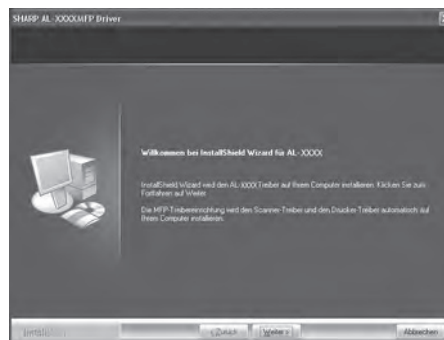 SHARP AL-XXXXMFP Driver
Willkommen bei InstallShield Wizard für AL-XXXX
InstallShield Wizard wird den AL-XXXX Treiber auf Ihrem Computer installieren. Klicken Sie zum
Fortfahren auf Weiter.
Die MFP-Treibereinrichtung wird den Scanner-Treiber und den Drucker-Treiber automatisch auf
Ihrem Computer installieren.
< Zurück
Weiter >
Abbrechen